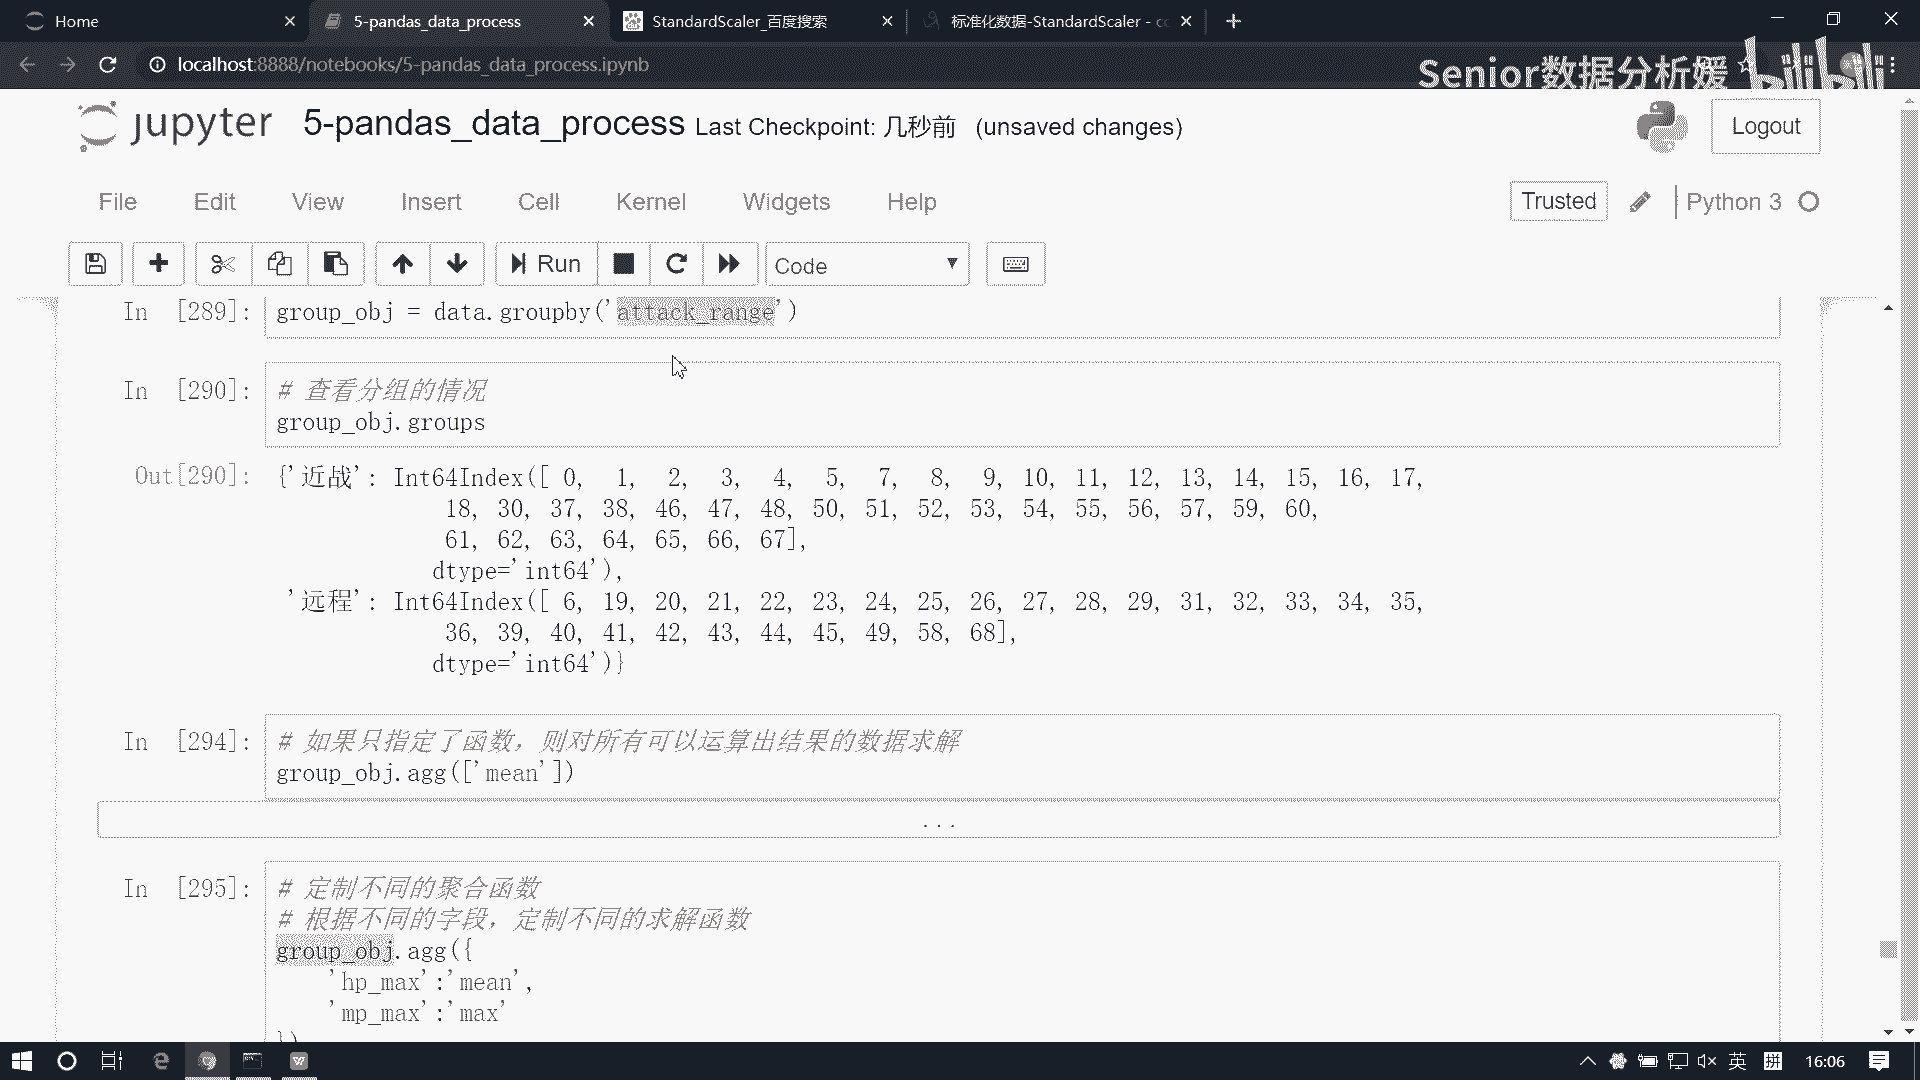 Home
5-pandas_data_process
StandardScaler_百度搜索
标准化数据-StandardScaler - cc
localhost:8888/notebooks/5-pandas_data_process.ipynb
Senior数据分析媛
bilibili
jupyter 5-pandas_data_process Last Checkpoint: 几秒前 (unsaved changes)
Logout
File Edit View Insert Cell Kernel Widgets Help
Trusted
Python 3
Run
Code
In [289]: group_obj = data.groupby('attack_range')
In [290]: # 查看分组的情况
group_obj.groups
Out[290]: {'近战': Int64Index([ 0, 1, 2, 3, 4, 5, 7, 8, 9, 10, 11, 12, 13, 14, 15, 16, 17,
18, 30, 37, 38, 46, 47, 48, 50, 51, 52, 53, 54, 55, 56, 57, 59, 60,
61, 62, 63, 64, 65, 66, 67],
dtype='int64'),
'远程': Int64Index([ 6, 19, 20, 21, 22, 23, 24, 25, 26, 27, 28, 29, 31, 32, 33, 34, 35,
36, 39, 40, 41, 42, 43, 44, 45, 49, 58, 68],
dtype='int64')}
In [294]: # 如果只指定了函数，则对所有可以运算出结果的数据求解
group_obj.agg(['mean'])
...
In [295]: # 定制不同的聚合函数
# 根据不同的字段，定制不同的求解函数
group_obj.agg({
'hp_max':'mean',
'mp_max':'max'
})
英
拼
16:06